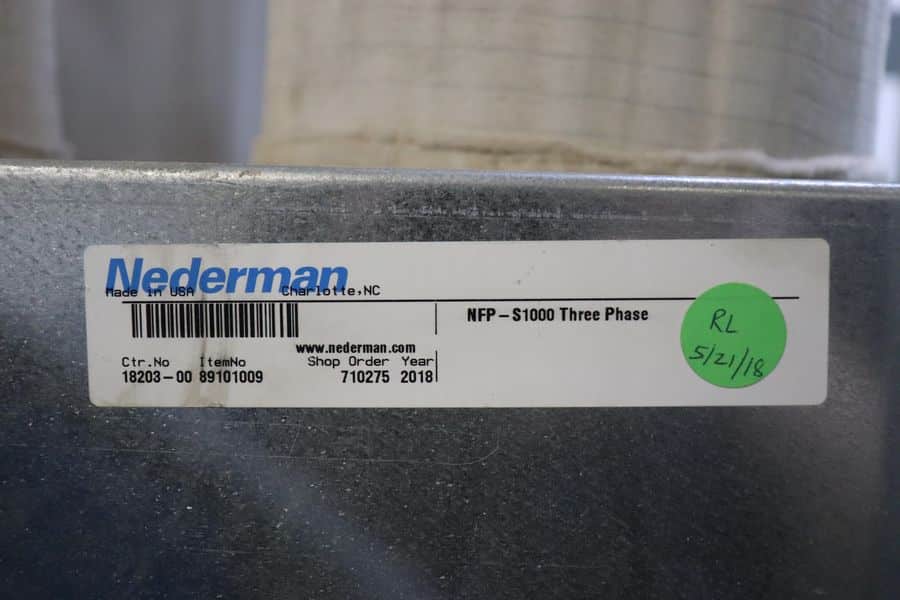 Nederman
Made in USA Charlotte,NC
NFP-S1000 Three Phase
www.nederman.com
Ctr.No ItemNo Shop Order Year
18203-00 89101009 710275 2018
RL
5/21/18